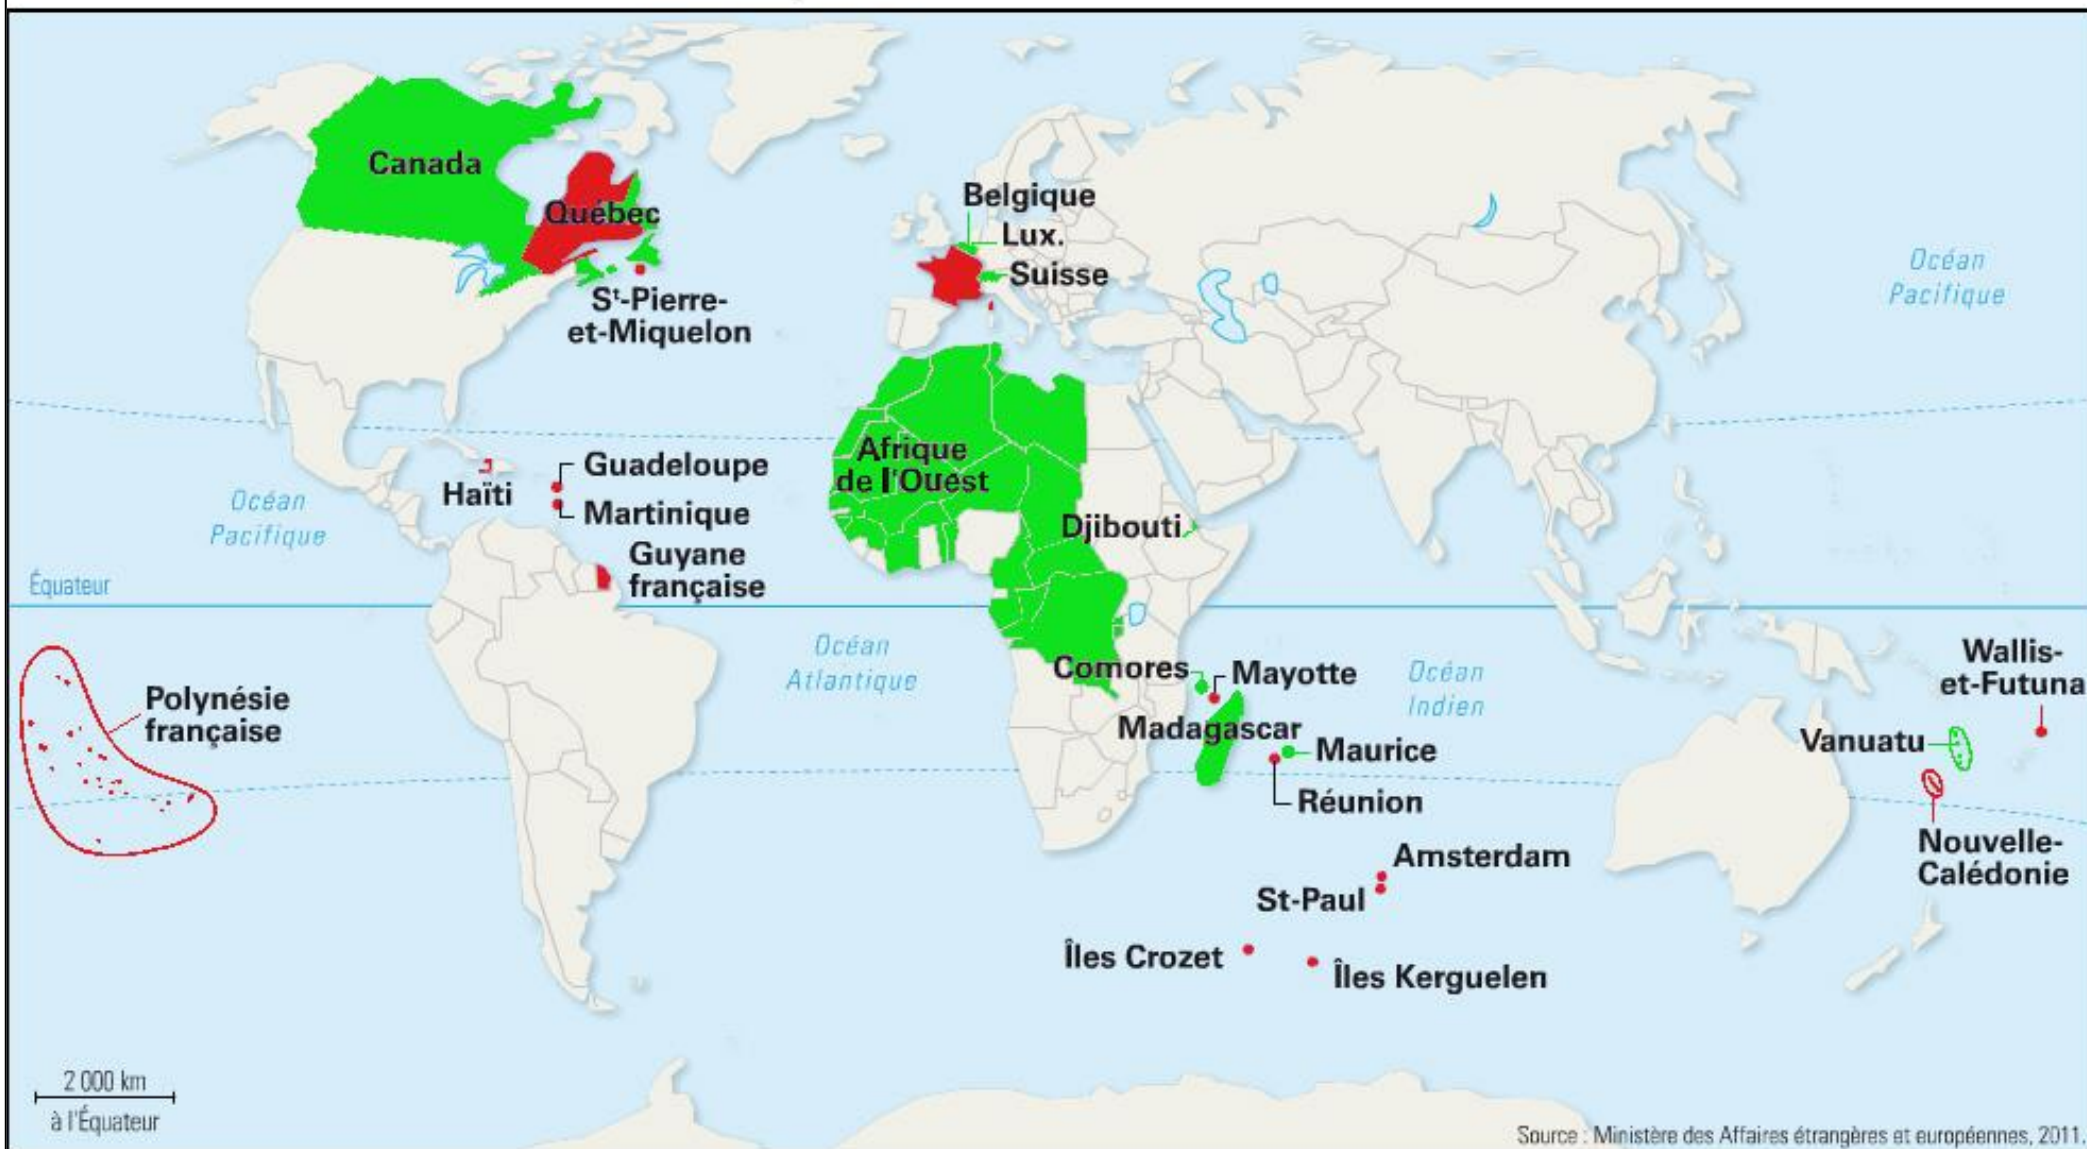 Canada
Québec
Sᵗ-Pierre-
et-Miquelon
Belgique
Lux.
Suisse
Océan
Pacifique
Afrique
de l'Ouest
Guadeloupe
Haïti
Martinique
Océan
Pacifique
Djibouti
Guyane
française
Équateur
Océan
Atlantique
Comores
Mayotte
Océan
Indien
Wallis-
et-Futuna
Polynésie
française
Madagascar
Maurice
Vanuatu
Réunion
Nouvelle-
Calédonie
Amsterdam
St-Paul
Îles Crozet
Îles Kerguelen
2 000 km
à l'Équateur
Source : Ministère des Affaires étrangères et européennes, 2011.